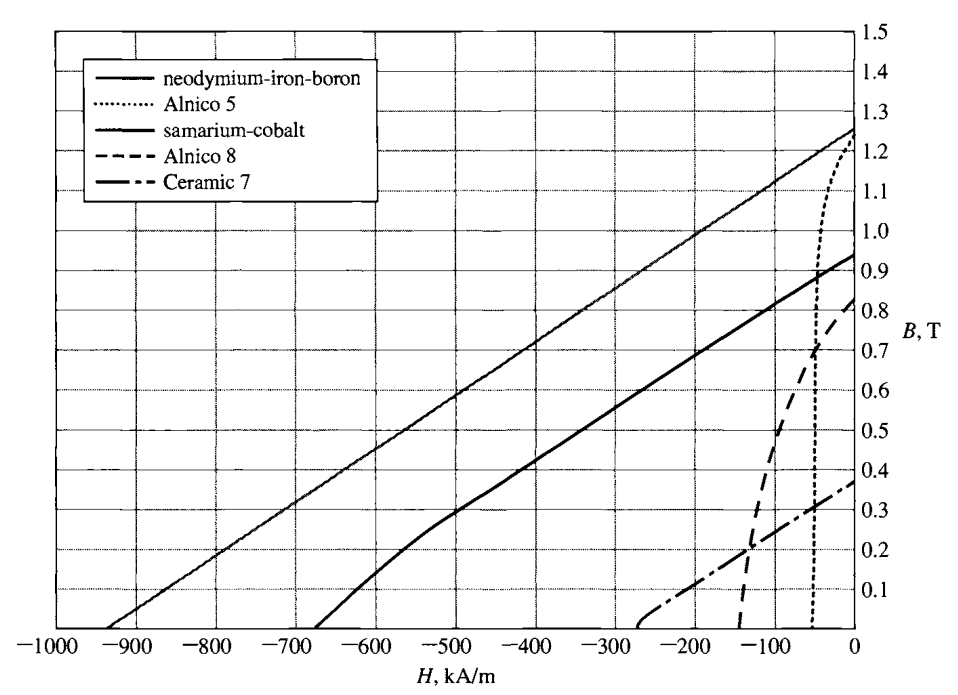 1.5
1.4
1.3
1.2
1.1
1.0
0.9
0.8
0.7
0.6
0.5
0.4
0.3
0.2
0.1
B, T
neodymium-iron-boron
Alnico 5
samarium-cobalt
Alnico 8
Ceramic 7
−1000 −900 −800 −700 −600 −500 −400 −300 −200 −100 0
H, kA/m